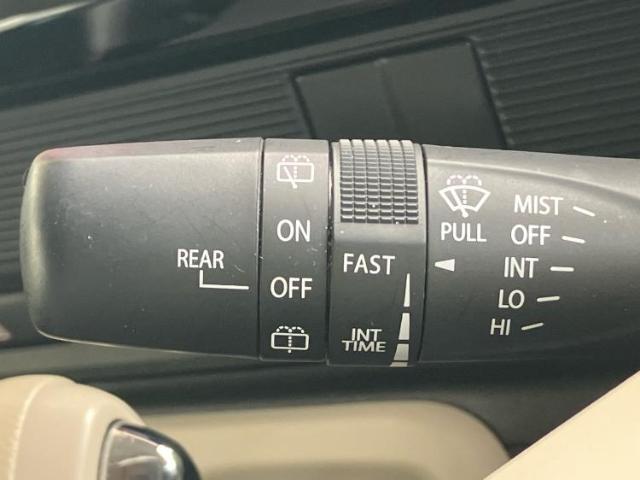 REAR
ON
OFF
FAST
INT
TIME
PULL
MIST
OFF
INT
LO
HI